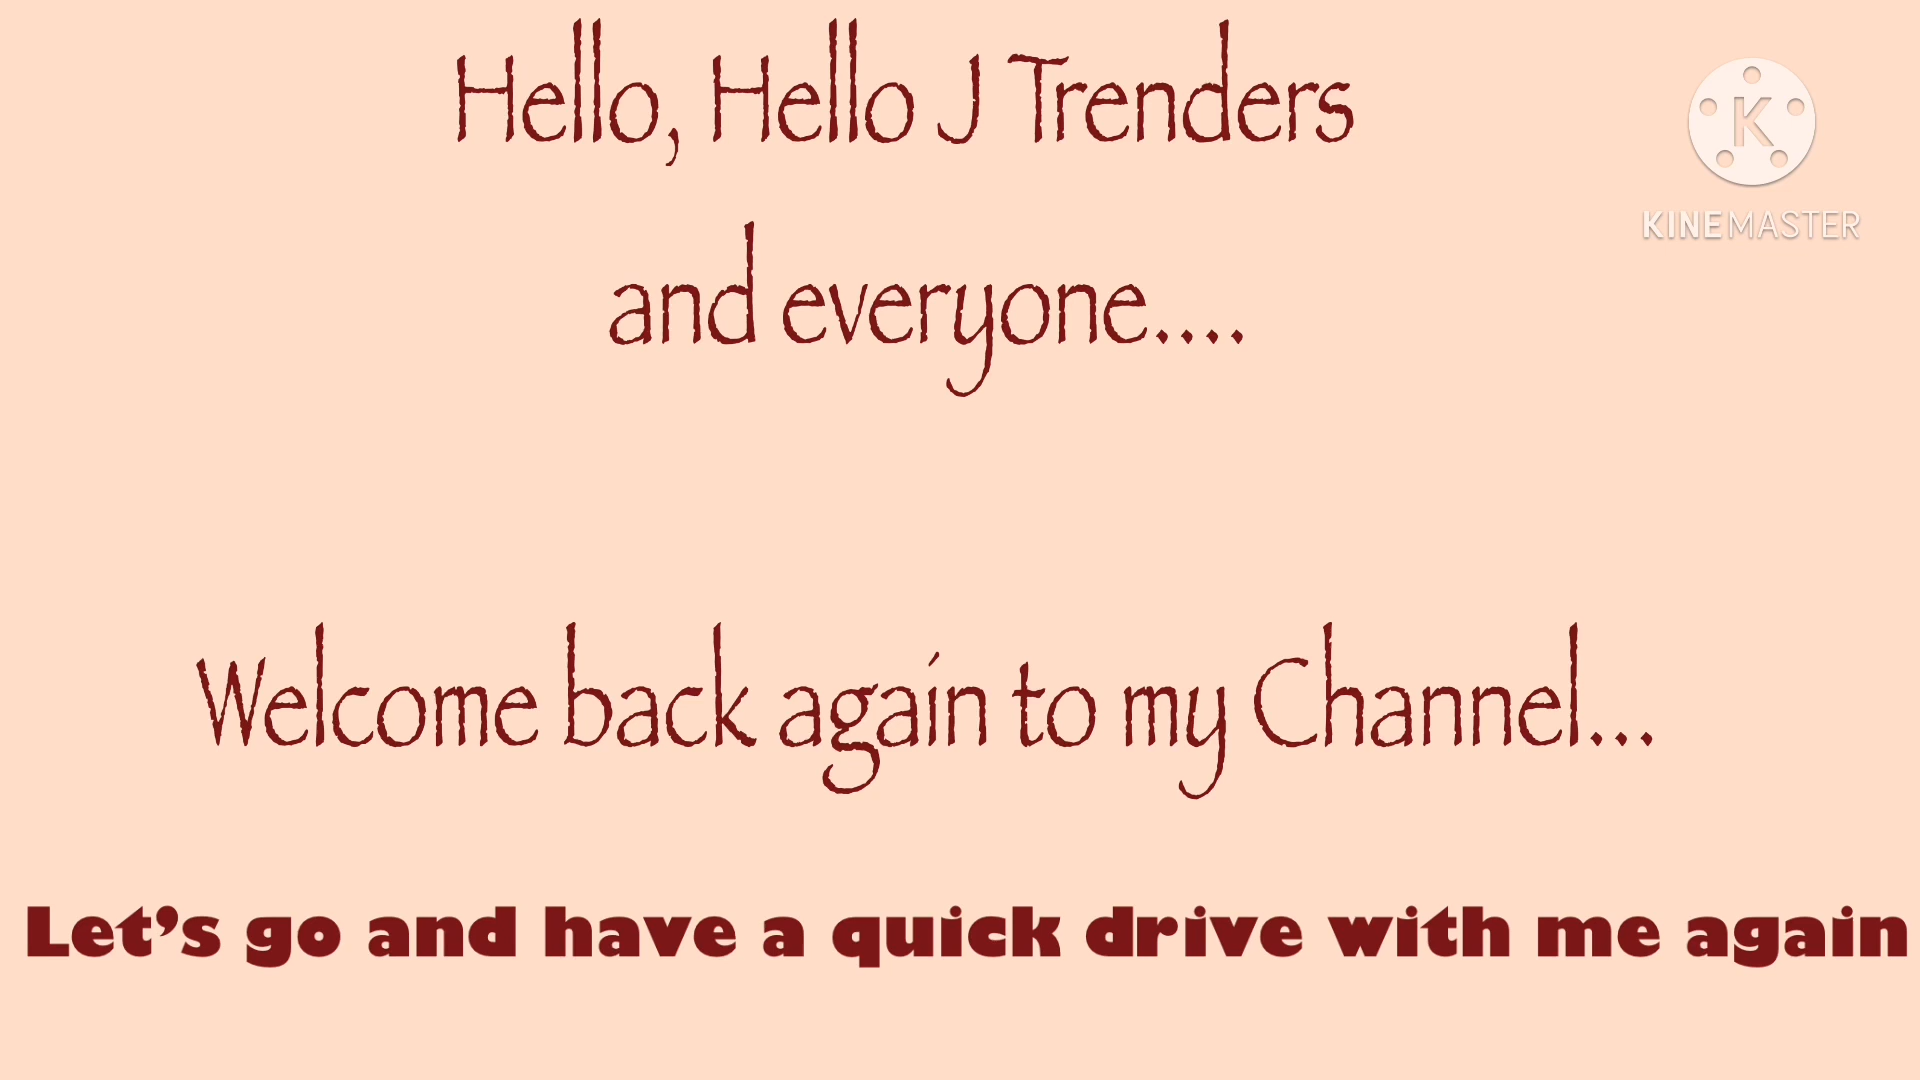 Hello, Hello J Trenders
K
KINEMASTER
and everyone....
Welcome back again to my Channel...
Let's go and have a quick drive with me again